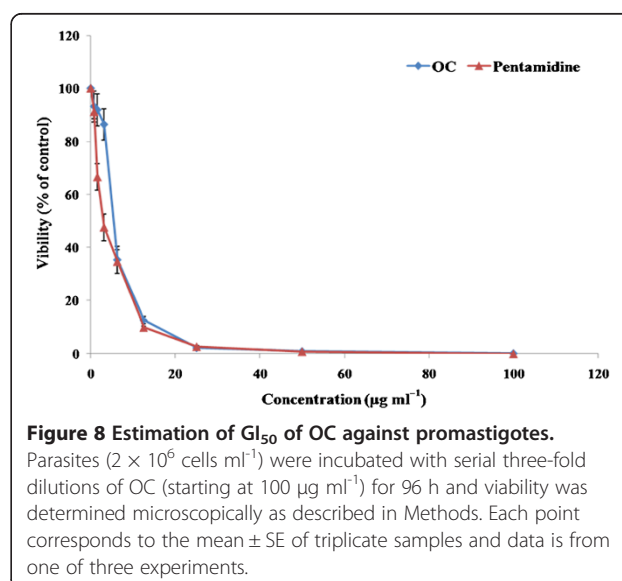 120
100
80
60
40
20
0
Vibility (% of control)
OC Pentamidine
0 20 40 60 80 100 120
Concentration (µg ml⁻¹)
Figure 8 Estimation of GI₅₀ of OC against promastigotes.
Parasites (2 × 10⁶ cells ml⁻¹) were incubated with serial three-fold
dilutions of OC (starting at 100 µg ml⁻¹) for 96 h and viability was
determined microscopically as described in Methods. Each point
corresponds to the mean ± SE of triplicate samples and data is from
one of three experiments.